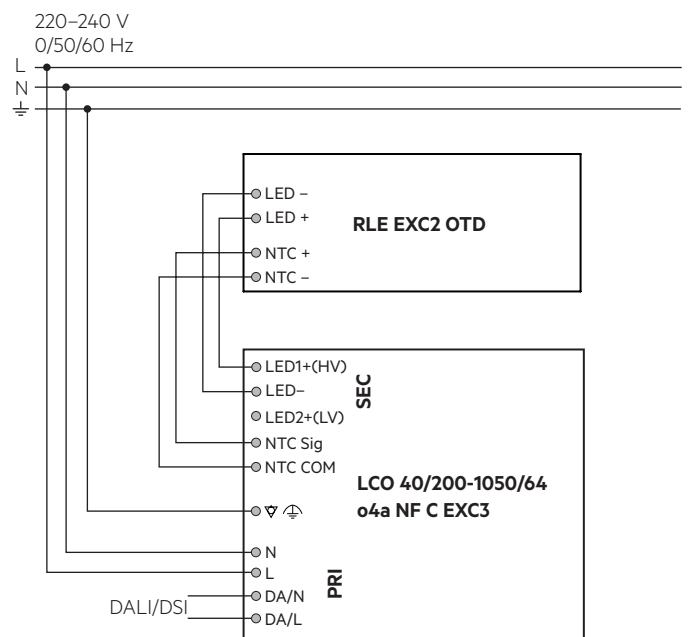 220–240 V
0/50/60 Hz
L
N
LED –
LED +
RLE EXC2 OTD
NTC +
NTC –
LED1+(HV)
SEC
LED–
LED2+(LV)
NTC Sig
NTC COM
LCO 40/200-1050/64
o4a NF C EXC3
N
L
PRI
DA/N
DALI/DSI
DA/L